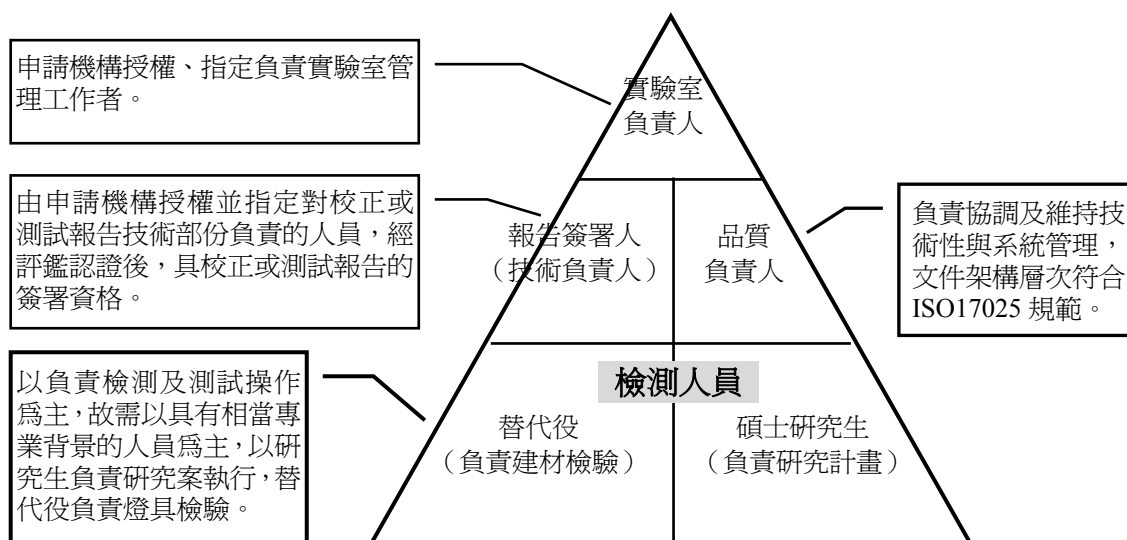 申請機構授權、指定負責實驗室管
理工作者。
實驗室
負責人
由申請機構授權並指定對校正或
測試報告技術部份負責的人員，經
評鑑認證後，具校正或測試報告的
簽署資格。
報告簽署人
（技術負責人）
品質
負責人
負責協調及維持技
術性與系統管理，
文件架構層次符合
ISO17025 規範。
以負責檢測及測試操作
為主，故需以具有相當專
業背景的人員為主，以研
究生負責研究案執行，替
代役負責燈具檢驗。
檢測人員
替代役
（負責建材檢驗）
碩士研究生
（負責研究計畫）